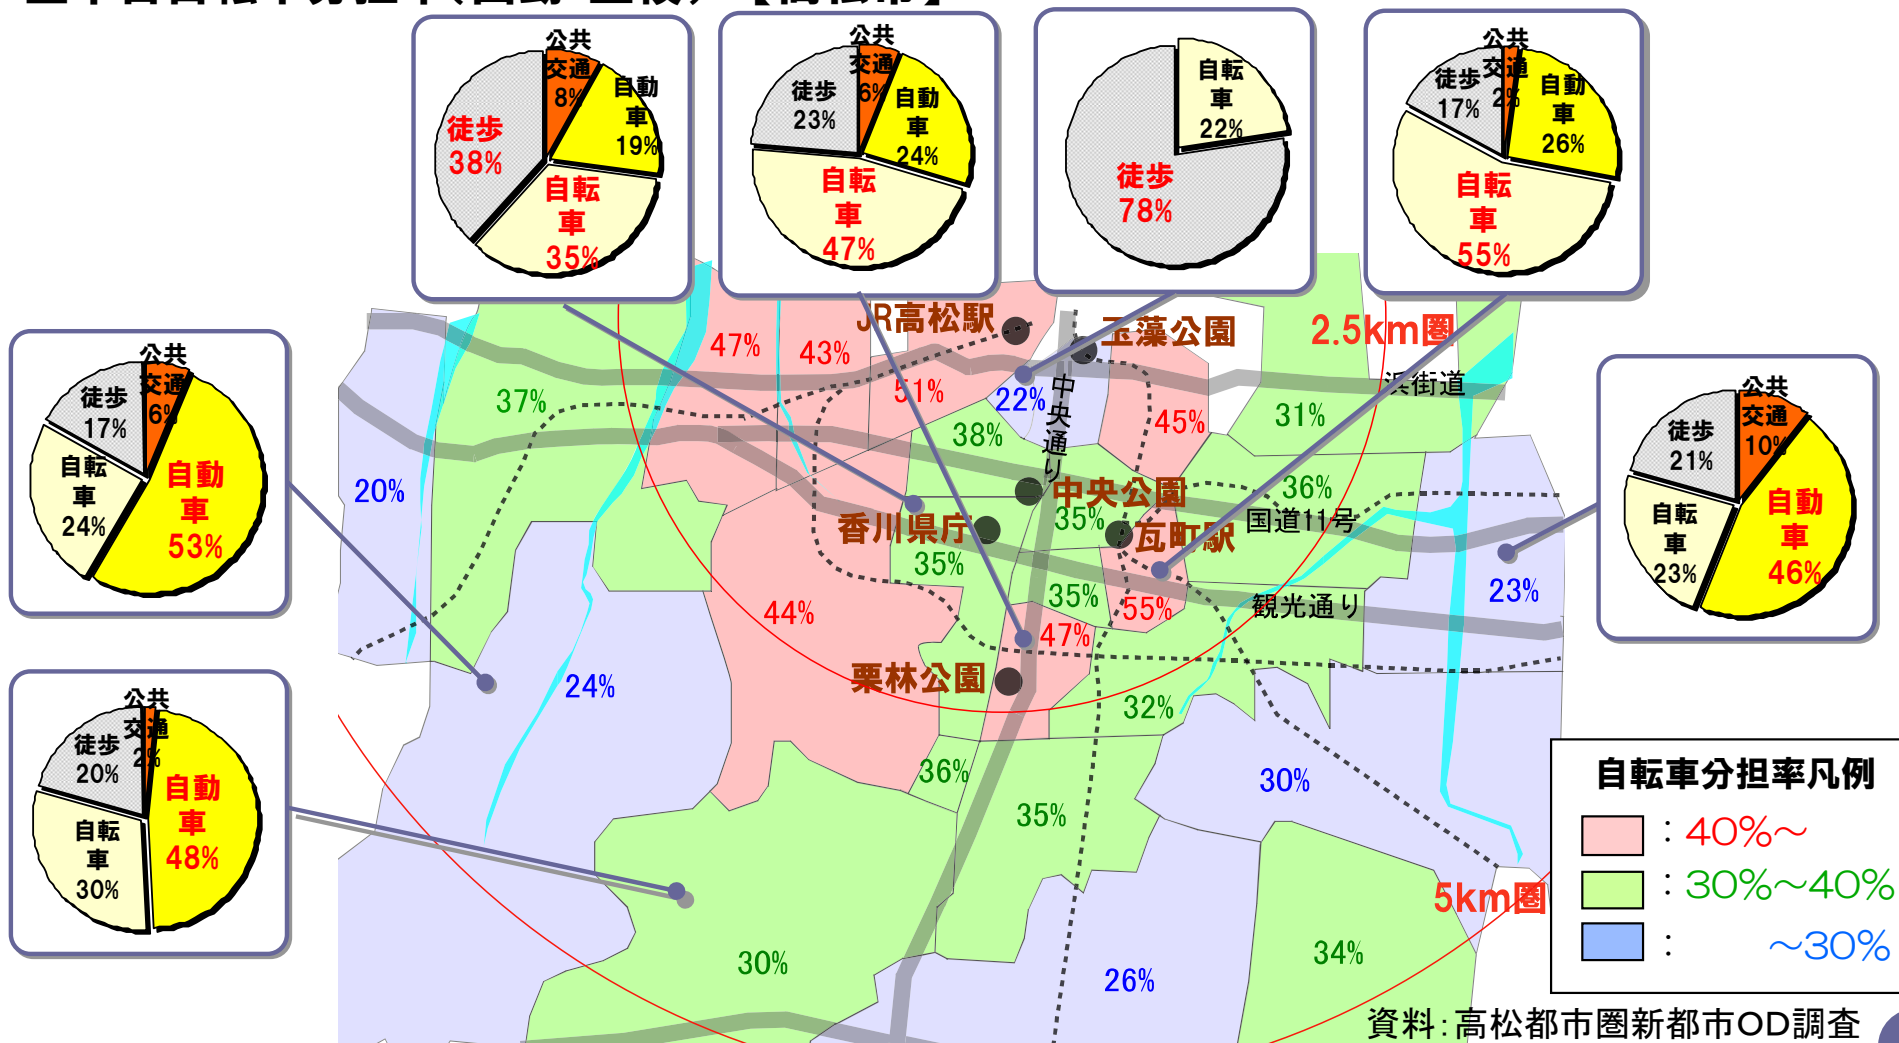 【高松市】
公共
交通
8%
自動
車
19%
自転
車
35%
徒歩
38%
公共
交通
6%
自動
車
24%
自転
車
47%
徒歩
23%
自転
車
22%
徒歩
78%
公共
交通
2%
自動
車
26%
自転
車
55%
徒歩
17%
公共
交通
6%
自動
車
53%
自転
車
24%
徒歩
17%
公共
交通
10%
自動
車
46%
自転
車
23%
徒歩
21%
公共
交通
2%
自動
車
48%
自転
車
30%
徒歩
20%
JR高松駅
玉藻公園
2.5km圏
浜街道
47%
43%
51%
22%
中央通り
45%
31%
37%
38%
20%
中央公園
36%
国道11号
香川県庁
35%
瓦町駅
35%
35%
55%
観光通り
23%
44%
47%
栗林公園
24%
32%
36%
30%
35%
5km圏
30%
26%
34%
自転車分担率凡例
：40%～
：30%～40%
：　～30%
資料：高松都市圏新都市OD調査